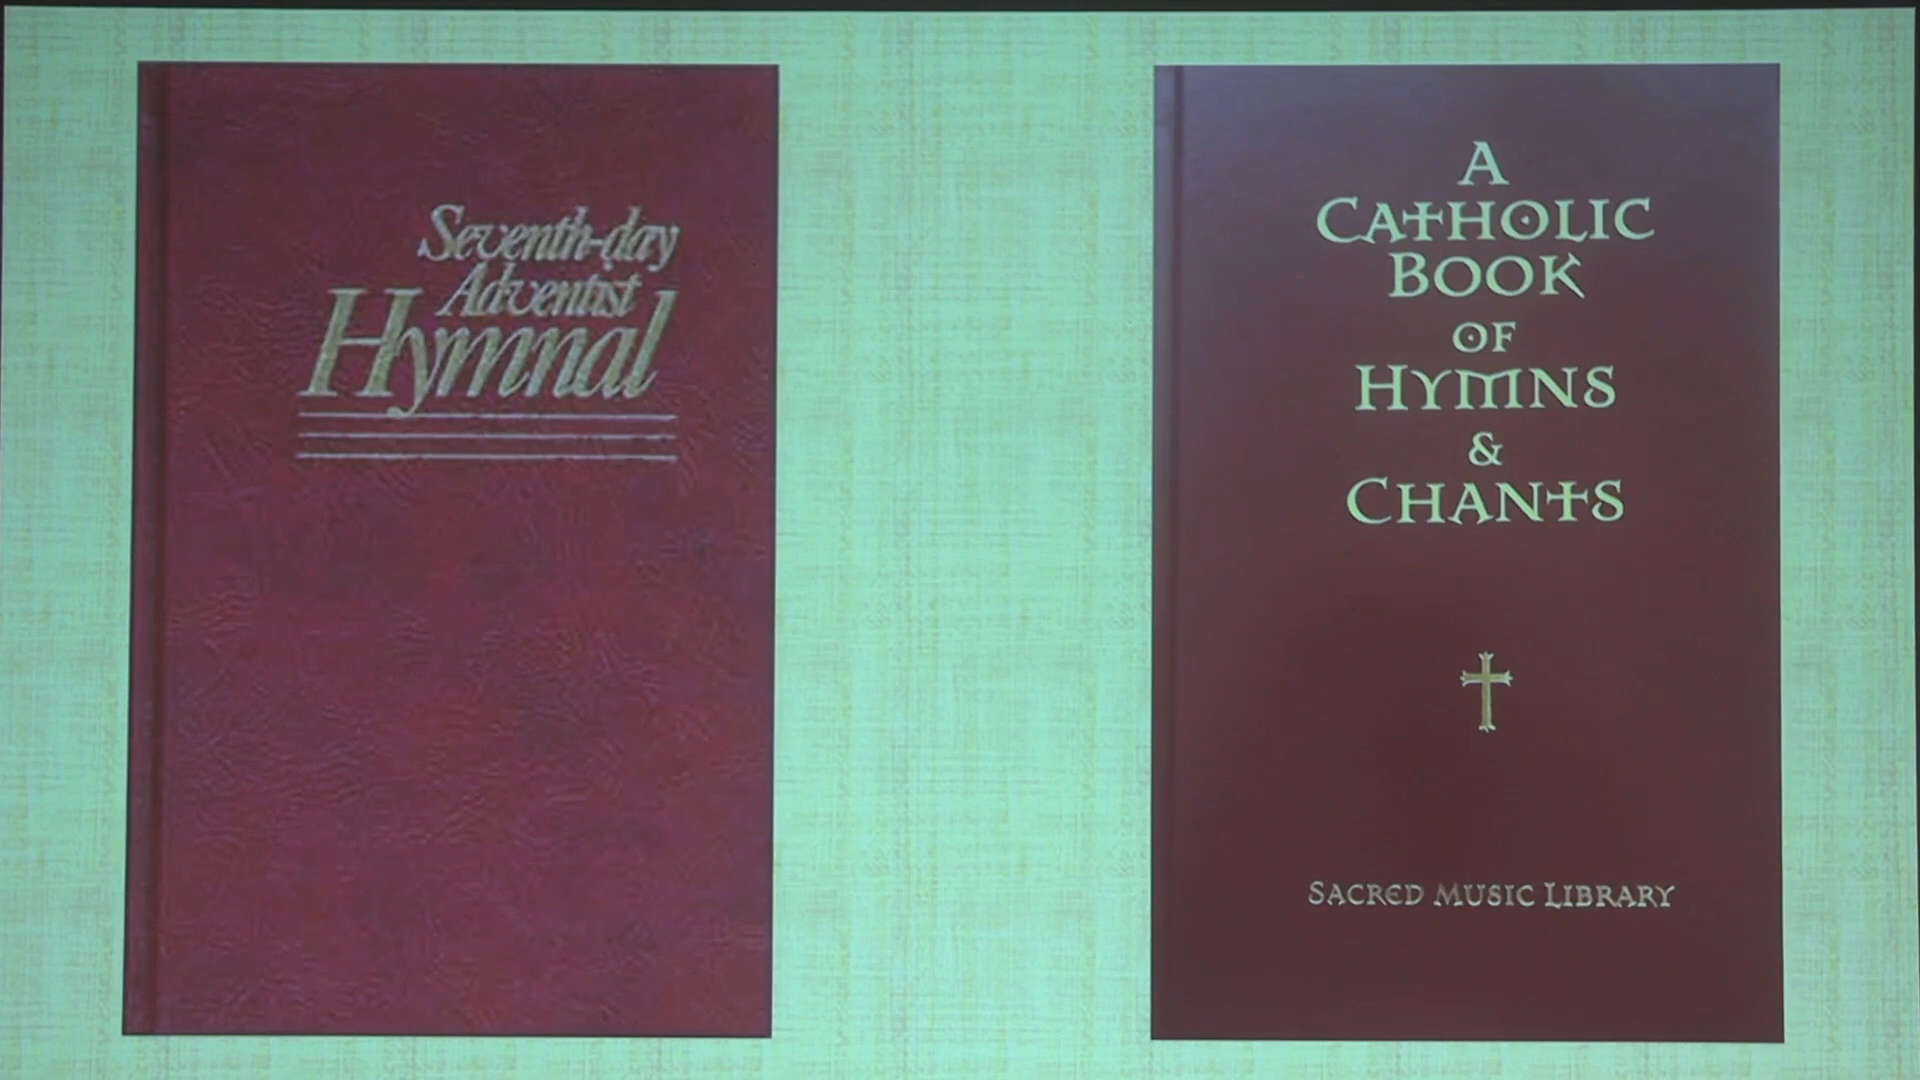 Seventh-day
Adventist
Hymnal
A
CATHOLIC
BOOK
OF
HYMNS
&
CHANTS
SACRED MUSIC LIBRARY